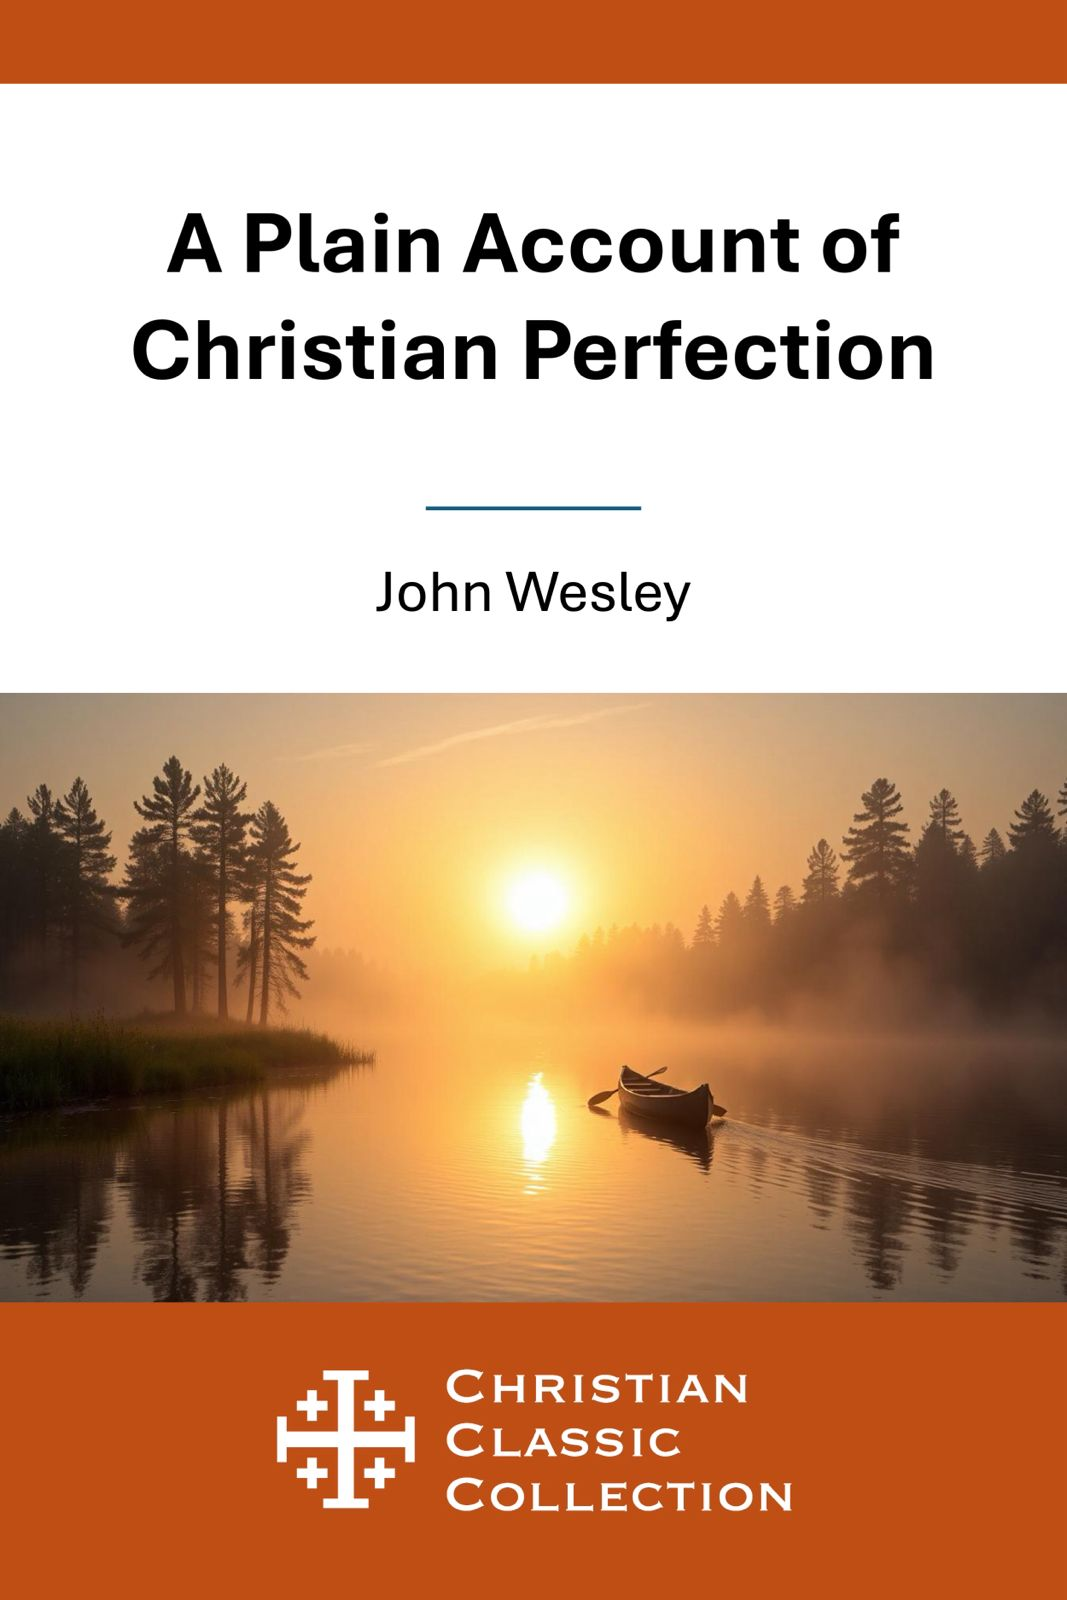 A Plain Account of
Christian Perfection
John Wesley
Christian
Classic
Collection